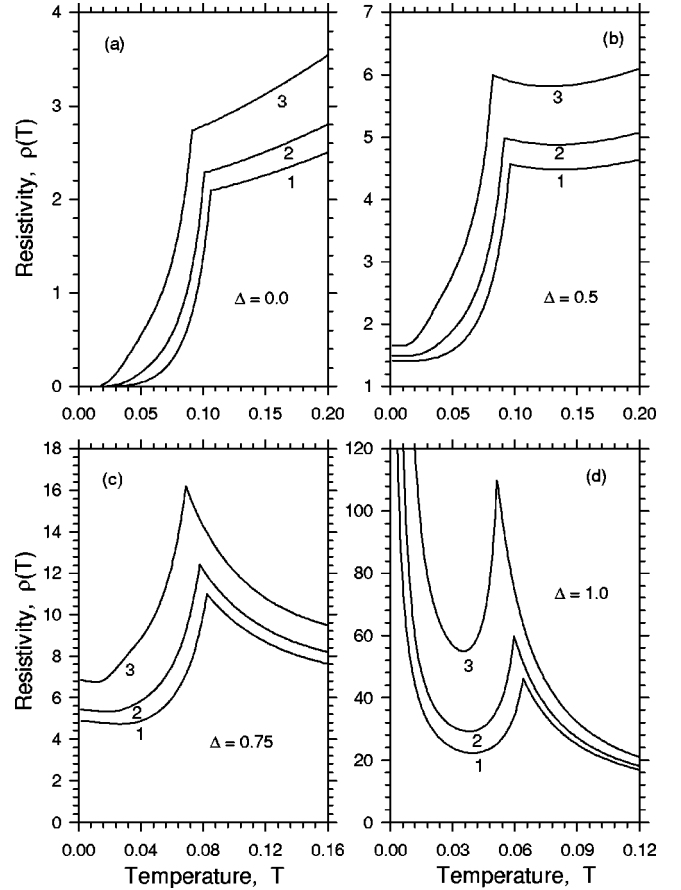 (a)
Resistivity, ρ(T)
4
3
2
1
0
3
2
1
Δ = 0.0
0.00 0.05 0.10 0.15 0.20
(b)
7
6
5
4
3
2
1
3
2
1
Δ = 0.5
0.00 0.05 0.10 0.15 0.20
(c)
Resistivity, ρ(T)
18
16
14
12
10
8
6
4
2
0
3
2
1
Δ = 0.75
0.00 0.04 0.08 0.12 0.16
Temperature, T
(d)
120
100
80
60
40
20
0
Δ = 1.0
3
2
1
0.00 0.03 0.06 0.09 0.12
Temperature, T